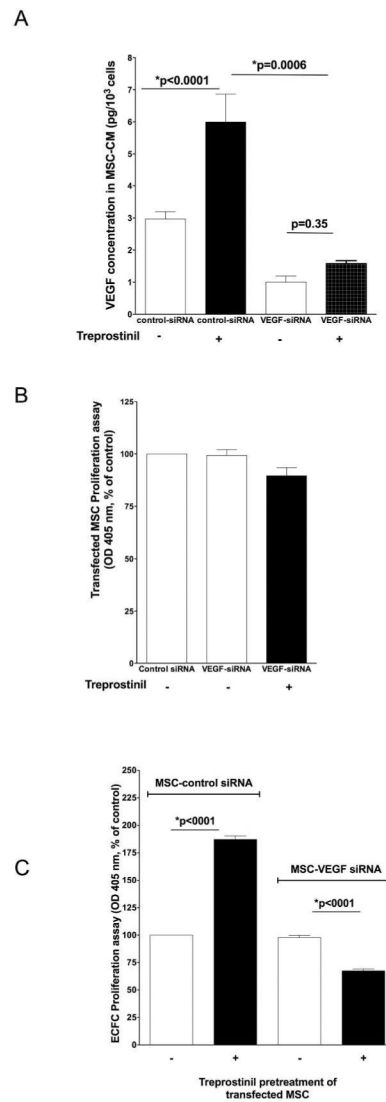 A
*p<0.0001
*p=0.0006
p=0.35
VEGF concentration in MSC-CM (pg/10³ cells
7
6
5
4
3
2
1
0
control-siRNA control-siRNA VEGF-siRNA VEGF-siRNA
Treprostinil - + - +
B
Transfected MSC Proliferation assay
(OD 405 nm, % of control)
125
100
75
50
25
0
Control siRNA VEGF-siRNA VEGF-siRNA
Treprostinil - - +
C
ECFC Proliferation assay (OD 405 nm, % of control)
250
225
200
175
150
125
100
75
50
25
0
MSC-control siRNA
*p<0001
MSC-VEGF siRNA
*p<0001
- + - +
Treprostinil pretreatment of
transfected MSC